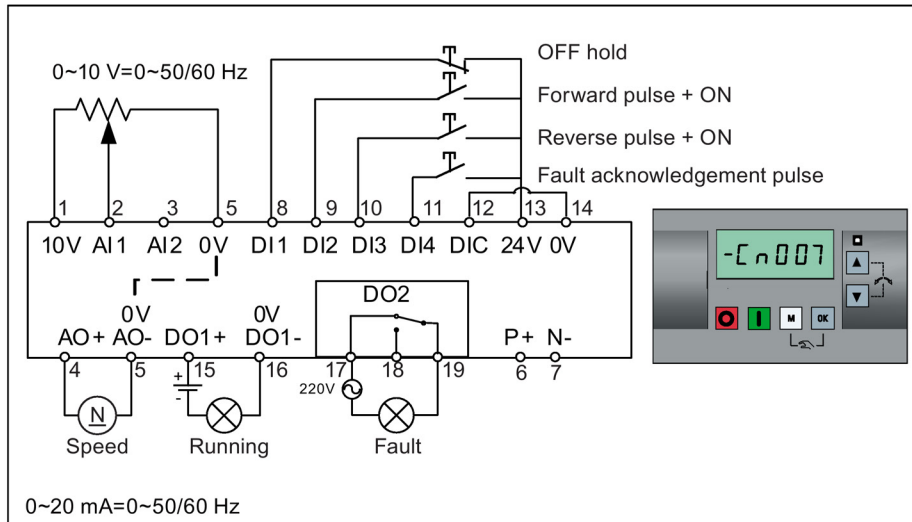 OFF hold
0~10 V=0~50/60 Hz
Forward pulse + ON
Reverse pulse + ON
Fault acknowledgement pulse
1 2 3 5 8 9 10 11 12 13 14
10V AI1 AI2 0V DI1 DI2 DI3 DI4 DIC 24V 0V
-Cn007
DO2
0V 0V
AO+ AO- DO1+ DO1- P+ N-
4 5 15 16 17 18 19 6 7
+
-
220V
M OK
N
Speed Running Fault
0~20 mA=0~50/60 Hz